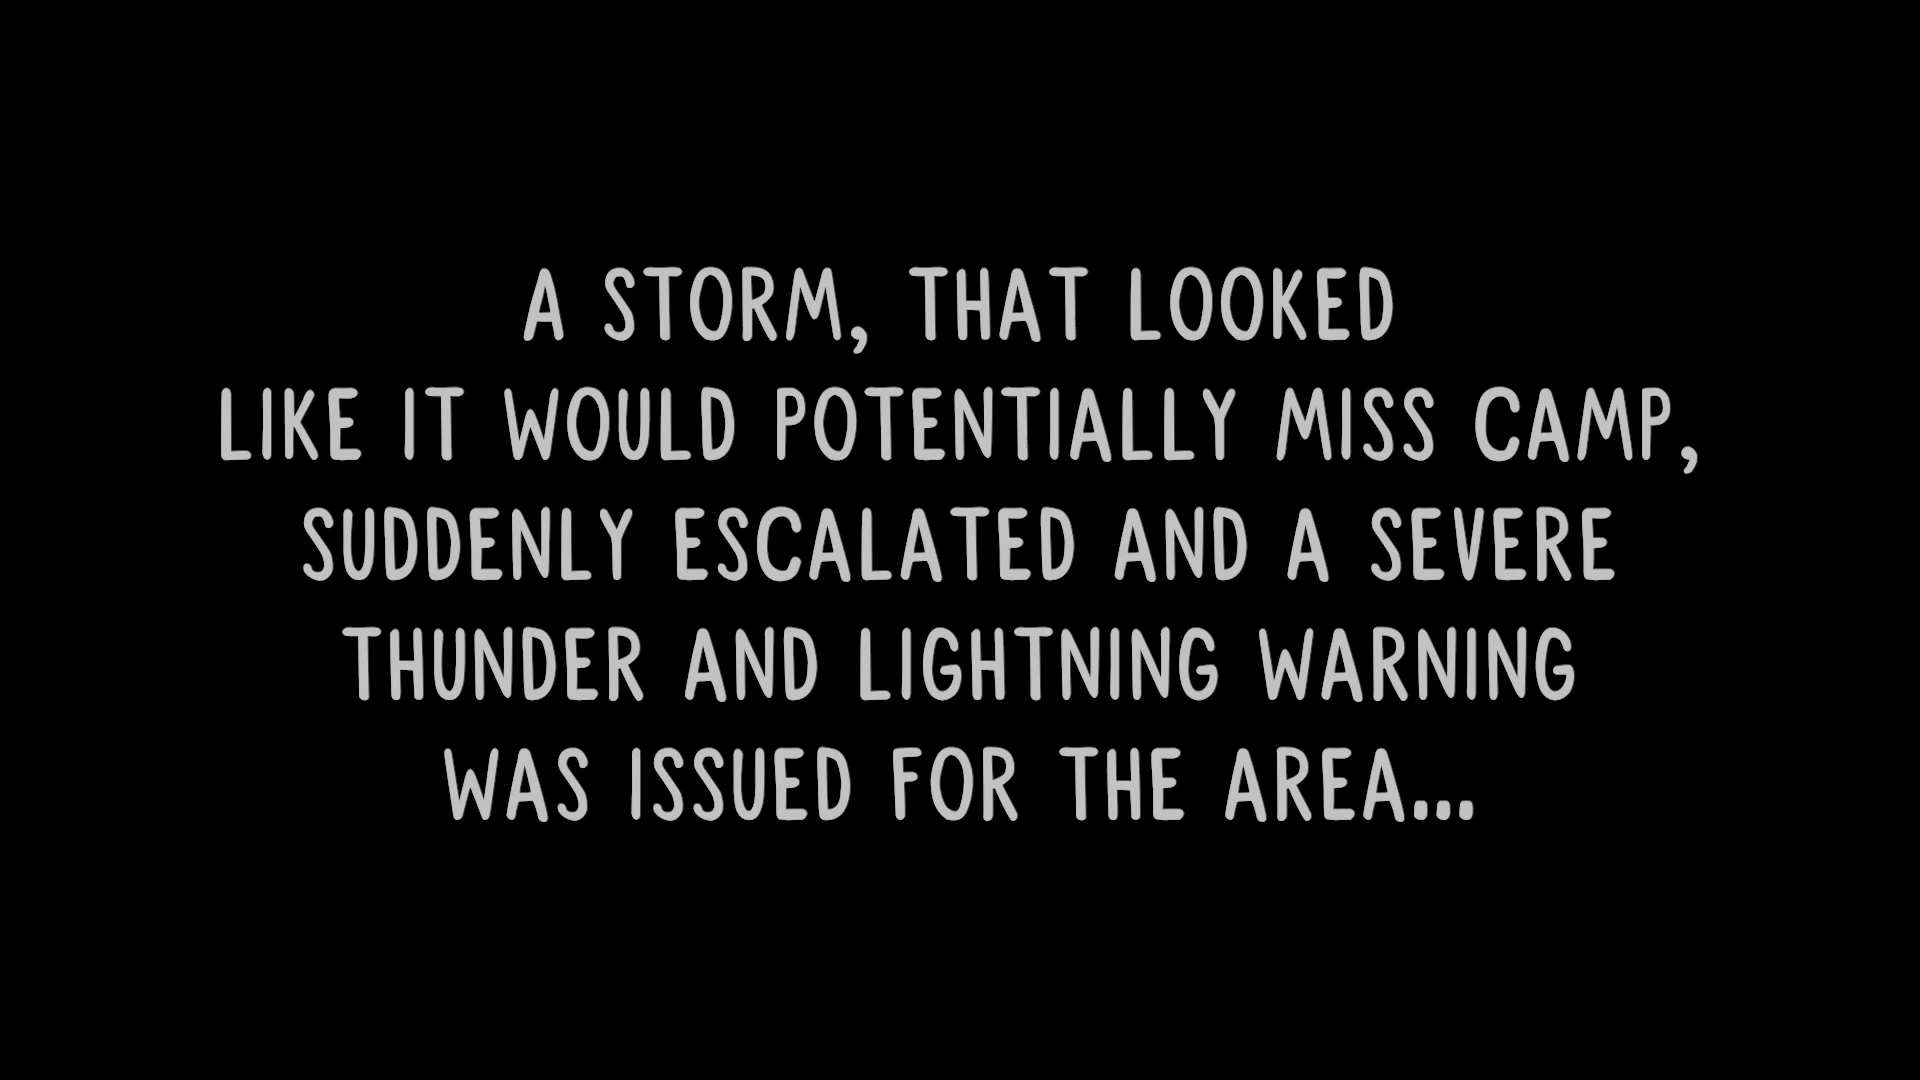 A STORM, THAT LOOKED
LIKE IT WOULD POTENTIALLY MISS CAMP,
SUDDENLY ESCALATED AND A SEVERE
THUNDER AND LIGHTNING WARNING
WAS ISSUED FOR THE AREA...